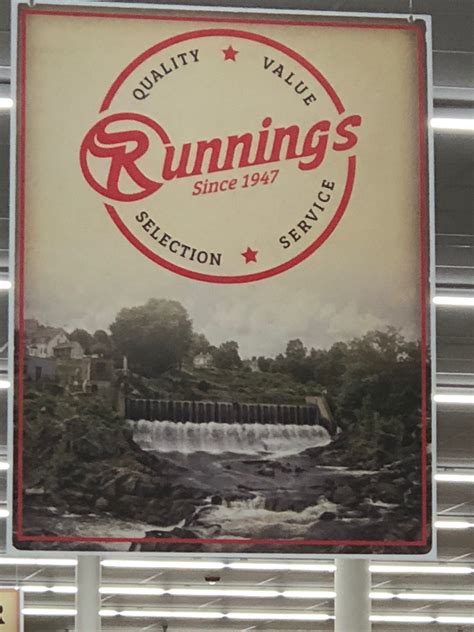 QUALITY ★ VALUE
Runnings
Since 1947
SELECTION ★ SERVICE
R